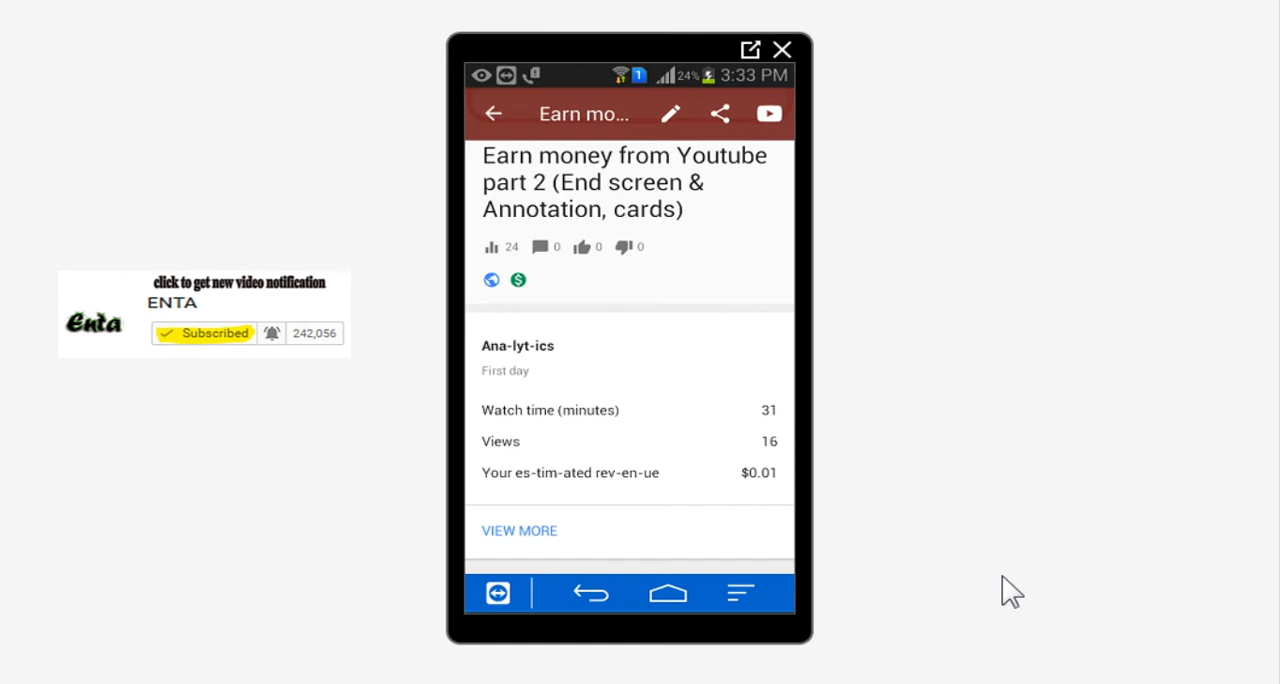 click to get new video notification
ENTA
Enta
Subscribed 242,056
1 24% 3:33 PM
Earn mo...
Earn money from Youtube
part 2 (End screen &
Annotation, cards)
24 0 0 0
Ana-lyt-ics
First day
Watch time (minutes) 31
Views 16
Your es-tim-ated rev-en-ue $0.01
VIEW MORE